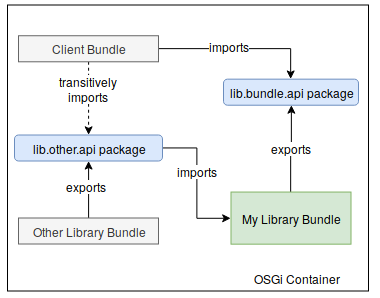 Client Bundle
imports
transitively
imports
lib.bundle.api package
lib.other.api package
exports
imports
exports
My Library Bundle
Other Library Bundle
OSGi Container